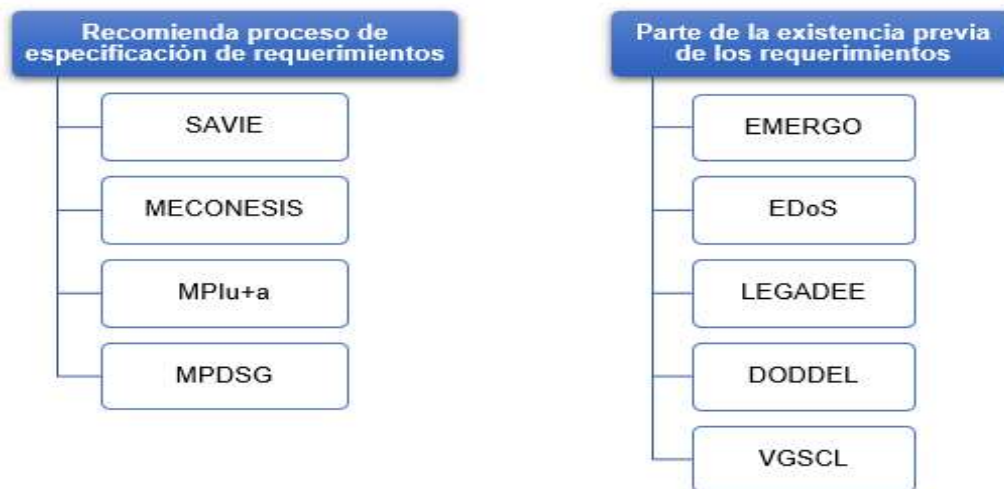 Recomienda proceso de
especificación de requerimientos
SAVIE
MECONESIS
MPIu+a
MPDSG
Parte de la existencia previa
de los requerimientos
EMERGO
EDoS
LEGADEE
DODDEL
VGSCL